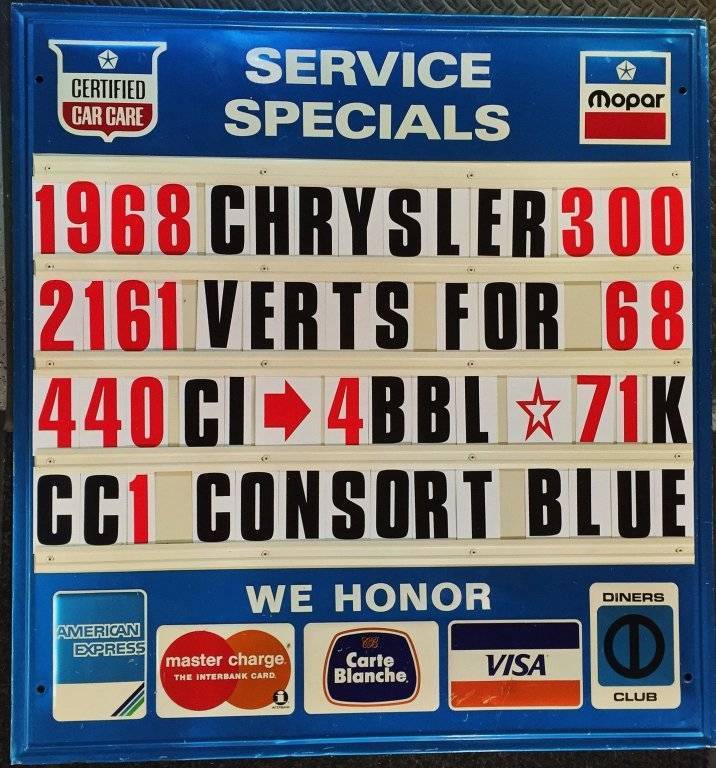 CERTIFIED
CAR CARE
SERVICE
SPECIALS
Mopar
1968 CHRYSLER 300
2161 VERTS FOR 68
440 CI ➡ 4BBL ☆ 71K
CC1 CONSORT BLUE
WE HONOR
AMERICAN
EXPRESS
master charge
THE INTERBANK CARD
Carte
Blanche
VISA
DINERS
CLUB